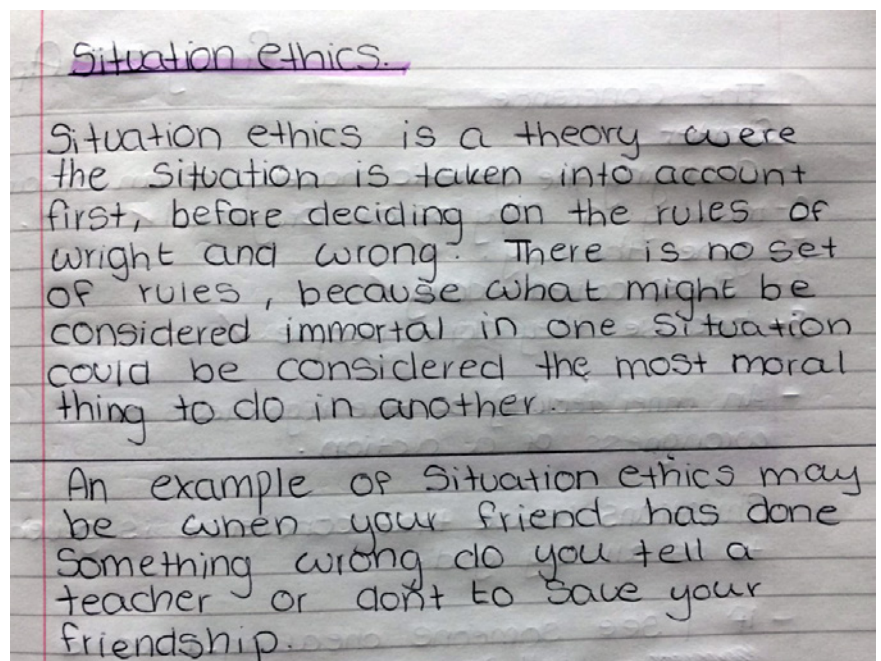 Situation ethics.
Situation ethics is a theory were
the situation is taken into account
first, before deciding on the rules of
wright and wrong. There is no set
of rules, because what might be
considered immortal in one situation
could be considered the most moral
thing to do in another.
An example of situation ethics may
be when your friend has done
something wrong do you tell a
teacher or don't to save your
friendship.